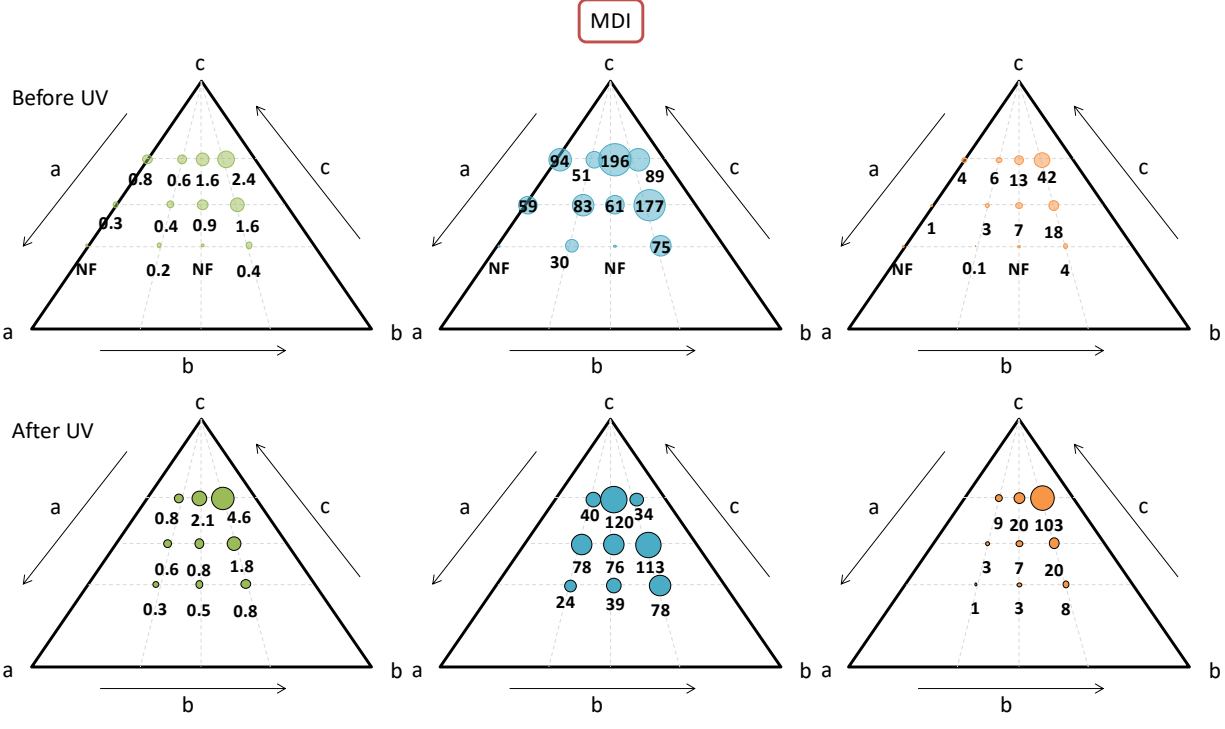 MDI
Before UV
c c c
a c a c a c
0.8 0.6 1.6 2.4
94 51 196 89
4 6 13 42
0.3 0.4 0.9 1.6
59 83 61 177
1 3 7 18
NF 0.2 NF 0.4
NF 30 NF 75
NF 0.1 NF 4
a b a b a b
b b b
After UV
c c c
a c a c a c
0.8 2.1 4.6
40 120 34
9 20 103
0.6 0.8 1.8
78 76 113
3 7 20
0.3 0.5 0.8
24 39 78
1 3 8
a b a b a b
b b b